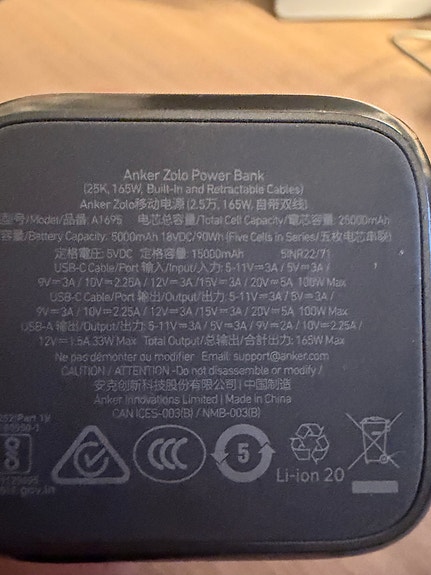 Anker Zolo Power Bank
(25K, 165W, Built-In and Retractable Cables)
Anker Zolo移动电源 (2.5万, 165W, 自带双线)
型号/Model/品番: A1695 电芯总容量/Total Cell Capacity/電芯容量: 25000mAh
容量/Battery Capacity: 5000mAh 18VDC/90Wh (Five Cells in Series/五枚电芯串联)
定格電圧: 5VDC 定格容量: 15000mAh 5INR22/71
USB-C Cable/Port 输入/Input/入力: 5-11V⎓3A / 5V⎓3A /
9V⎓3A / 10V⎓2.25A / 12V⎓3A /15V⎓3A / 20V⎓5A 100W Max
USB-C Cable/Port 输出/Output/出力: 5-11V⎓3A / 5V⎓3A /
9V⎓3A / 10V⎓2.25A / 12V⎓3A /15V⎓3A / 20V⎓5A 100W Max
USB-A 输出/Output/出力: 5-11V⎓3A / 5V⎓3A / 9V⎓2A / 10V⎓2.25A /
12V⎓1.5A,33W Max Total Output/总输出/合計出力: 165W Max
Ne pas démonter ou modifier Email: support@anker.com
CAUTION / ATTENTION -Do not disassemble or modify /
安克创新科技股份有限公司 | 中国制造
Anker Innovations Limited | Made in China
CAN ICES-003(B) / NMB-003(B)
(Part 1)/
CCC
5
Li-ion 20
.gov.in